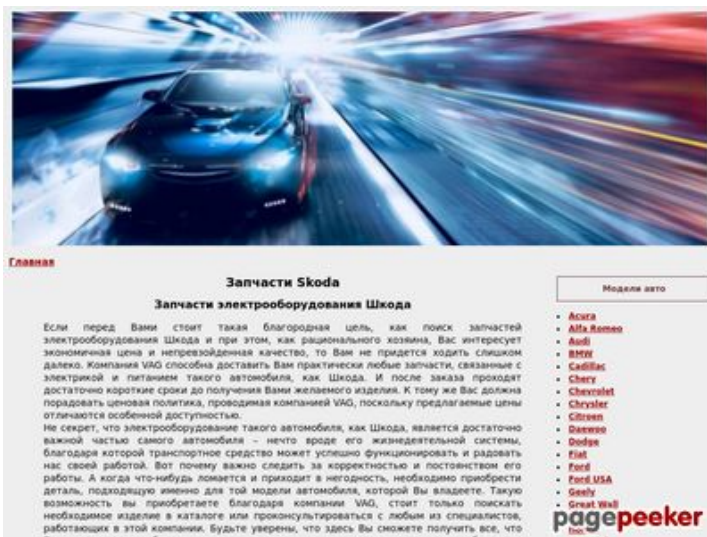 Главная
Запчасти Skoda
Запчасти электрооборудования Шкода
Если перед Вами стоит такая благородная цель, как поиск запчастей
электрооборудования Шкода и при этом, как рационального хозяина, Вас интересует
экономичная цена и непревзойденная качество, то Вам не придется ходить слишком
далеко. Компания VAG способна доставить Вам практически любые запчасти, связанные с
электрикой и питанием такого автомобиля, как Шкода. И после заказа проходят
достаточно короткие сроки до получения Вами желаемого изделия. К тому же Вас должна
порадовать ценовая политика, проводимая компанией VAG, поскольку предлагаемые цены
отличаются особенной доступностью.
Не секрет, что электрооборудование такого автомобиля, как Шкода, является достаточно
важной частью самого автомобиля – нечто вроде его жизнедеятельной системы,
благодаря которой транспортное средство может успешно функционировать и радовать
нас своей работой. Вот почему важно следить за корректностью и постоянством его
работы. А когда что-нибудь ломается и приходит в негодность, необходимо приобрести
деталь, подходящую именно для той модели автомобиля, которой Вы владеете. Такую
возможность вы приобретаете благодаря компании VAG, стоит только поискать
необходимое изделие в каталоге или проконсультироваться с любым из специалистов,
работающих в этой компании. Будьте уверены, что здесь Вы сможете получить все, что
Модели авто
Acura
Alfa Romeo
Audi
BMW
Cadillac
Chery
Chevrolet
Chrysler
Citroen
Daewoo
Dodge
Fiat
Ford
Ford USA
Geely
Great Wall
pagepeeker